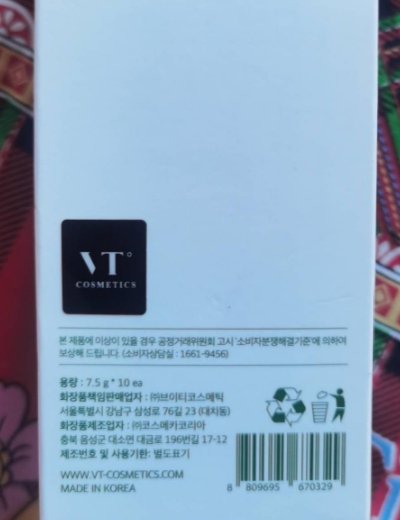 VT
COSMETICS
본 제품에 이상이 있을 경우 공정거래위원회 고시 '소비자분쟁해결기준'에 의하여
보상해 드립니다. (소비자상담실 : 1661-9456)
용량 : 7.5 g * 10 ea
화장품책임판매업자 : ㈜브이티코스메틱
서울특별시 강남구 삼성로 76길 23 (대치동)
화장품제조업자 : ㈜코스메카코리아
충북 음성군 대소면 대금로 196번길 17-12
제조번호 및 사용기한: 별도표기
WWW.VT-COSMETICS.COM
MADE IN KOREA
8 809695 670329